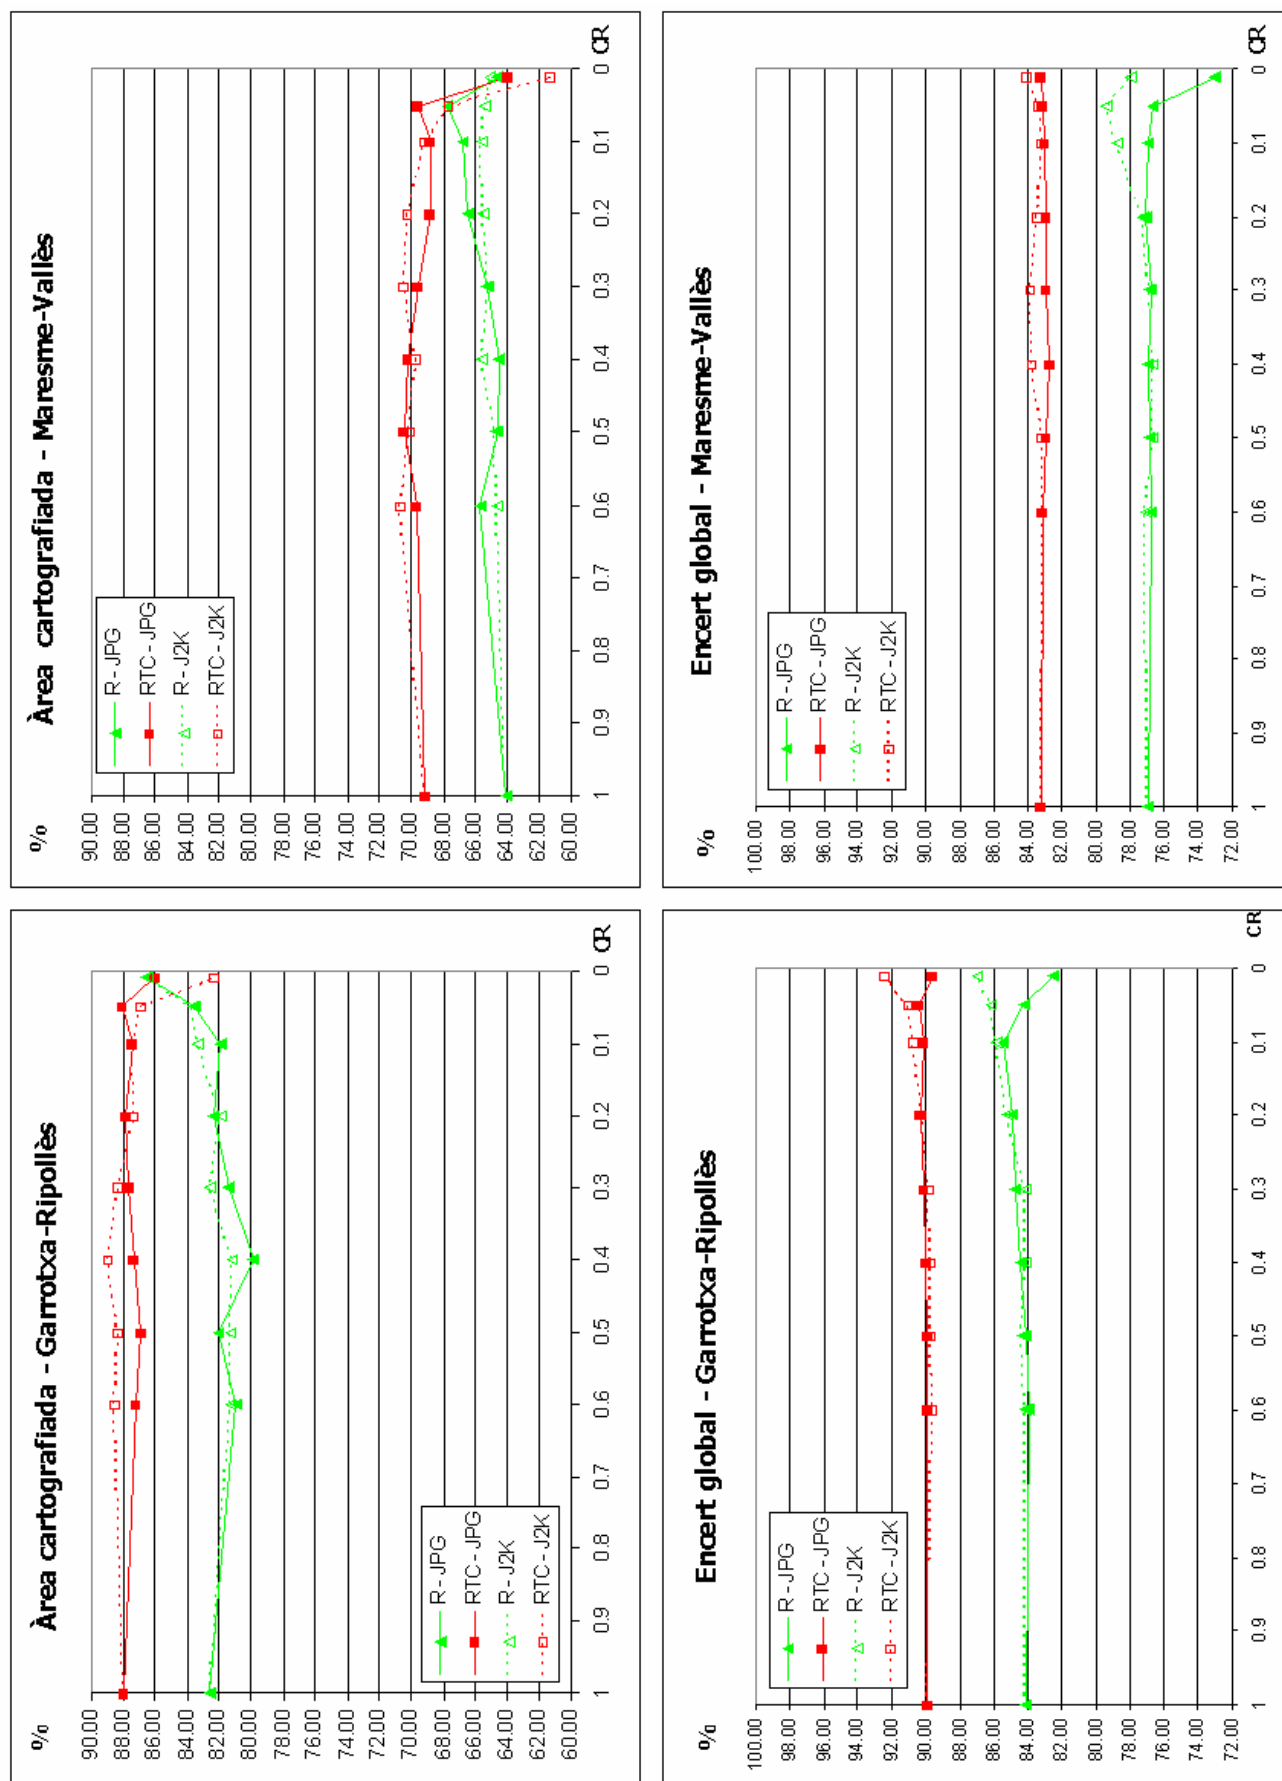 Àrea cartografiada - Garrotxa-Ripollès
%
90.00
88.00
86.00
84.00
82.00
80.00
78.00
76.00
74.00
72.00
70.00
68.00
66.00
64.00
62.00
60.00
R - JPG
RTC - JPG
R - J2K
RTC - J2K
1 0.9 0.8 0.7 0.6 0.5 0.4 0.3 0.2 0.1 0
CR
Àrea cartografiada - Maresme-Vallès
%
90.00
88.00
86.00
84.00
82.00
80.00
78.00
76.00
74.00
72.00
70.00
68.00
66.00
64.00
62.00
60.00
R - JPG
RTC - JPG
R - J2K
RTC - J2K
1 0.9 0.8 0.7 0.6 0.5 0.4 0.3 0.2 0.1 0
CR
Encert global - Garrotxa-Ripollès
%
100.00
98.00
96.00
94.00
92.00
90.00
88.00
86.00
84.00
82.00
80.00
78.00
76.00
74.00
72.00
R - JPG
RTC - JPG
R - J2K
RTC - J2K
1 0.9 0.8 0.7 0.6 0.5 0.4 0.3 0.2 0.1 0
CR
Encert global - Maresme-Vallès
%
100.00
98.00
96.00
94.00
92.00
90.00
88.00
86.00
84.00
82.00
80.00
78.00
76.00
74.00
72.00
R - JPG
RTC - JPG
R - J2K
RTC - J2K
1 0.9 0.8 0.7 0.6 0.5 0.4 0.3 0.2 0.1 0
CR